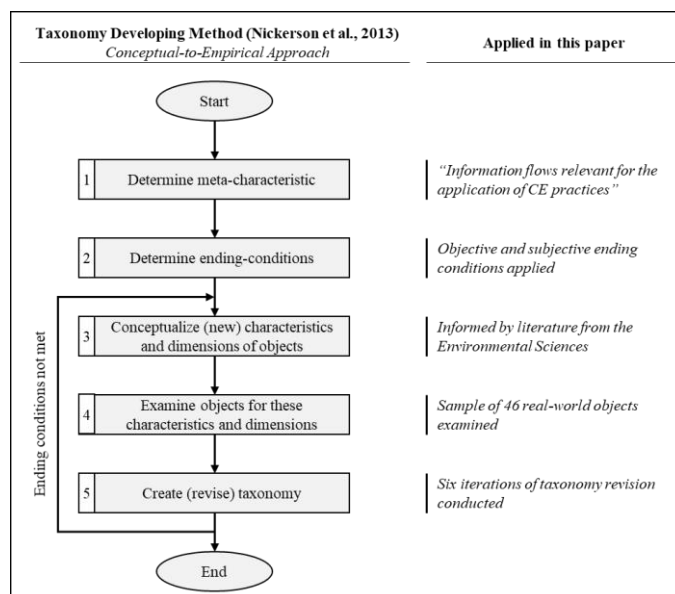 Taxonomy Developing Method (Nickerson et al., 2013)
Conceptual-to-Empirical Approach
Applied in this paper
Start
1
Determine meta-characteristic
“Information flows relevant for the
application of CE practices”
2
Determine ending-conditions
Objective and subjective ending
conditions applied
Ending conditions not met
3
Conceptualize (new) characteristics
and dimensions of objects
Informed by literature from the
Environmental Sciences
4
Examine objects for these
characteristics and dimensions
Sample of 46 real-world objects
examined
5
Create (revise) taxonomy
Six iterations of taxonomy revision
conducted
End